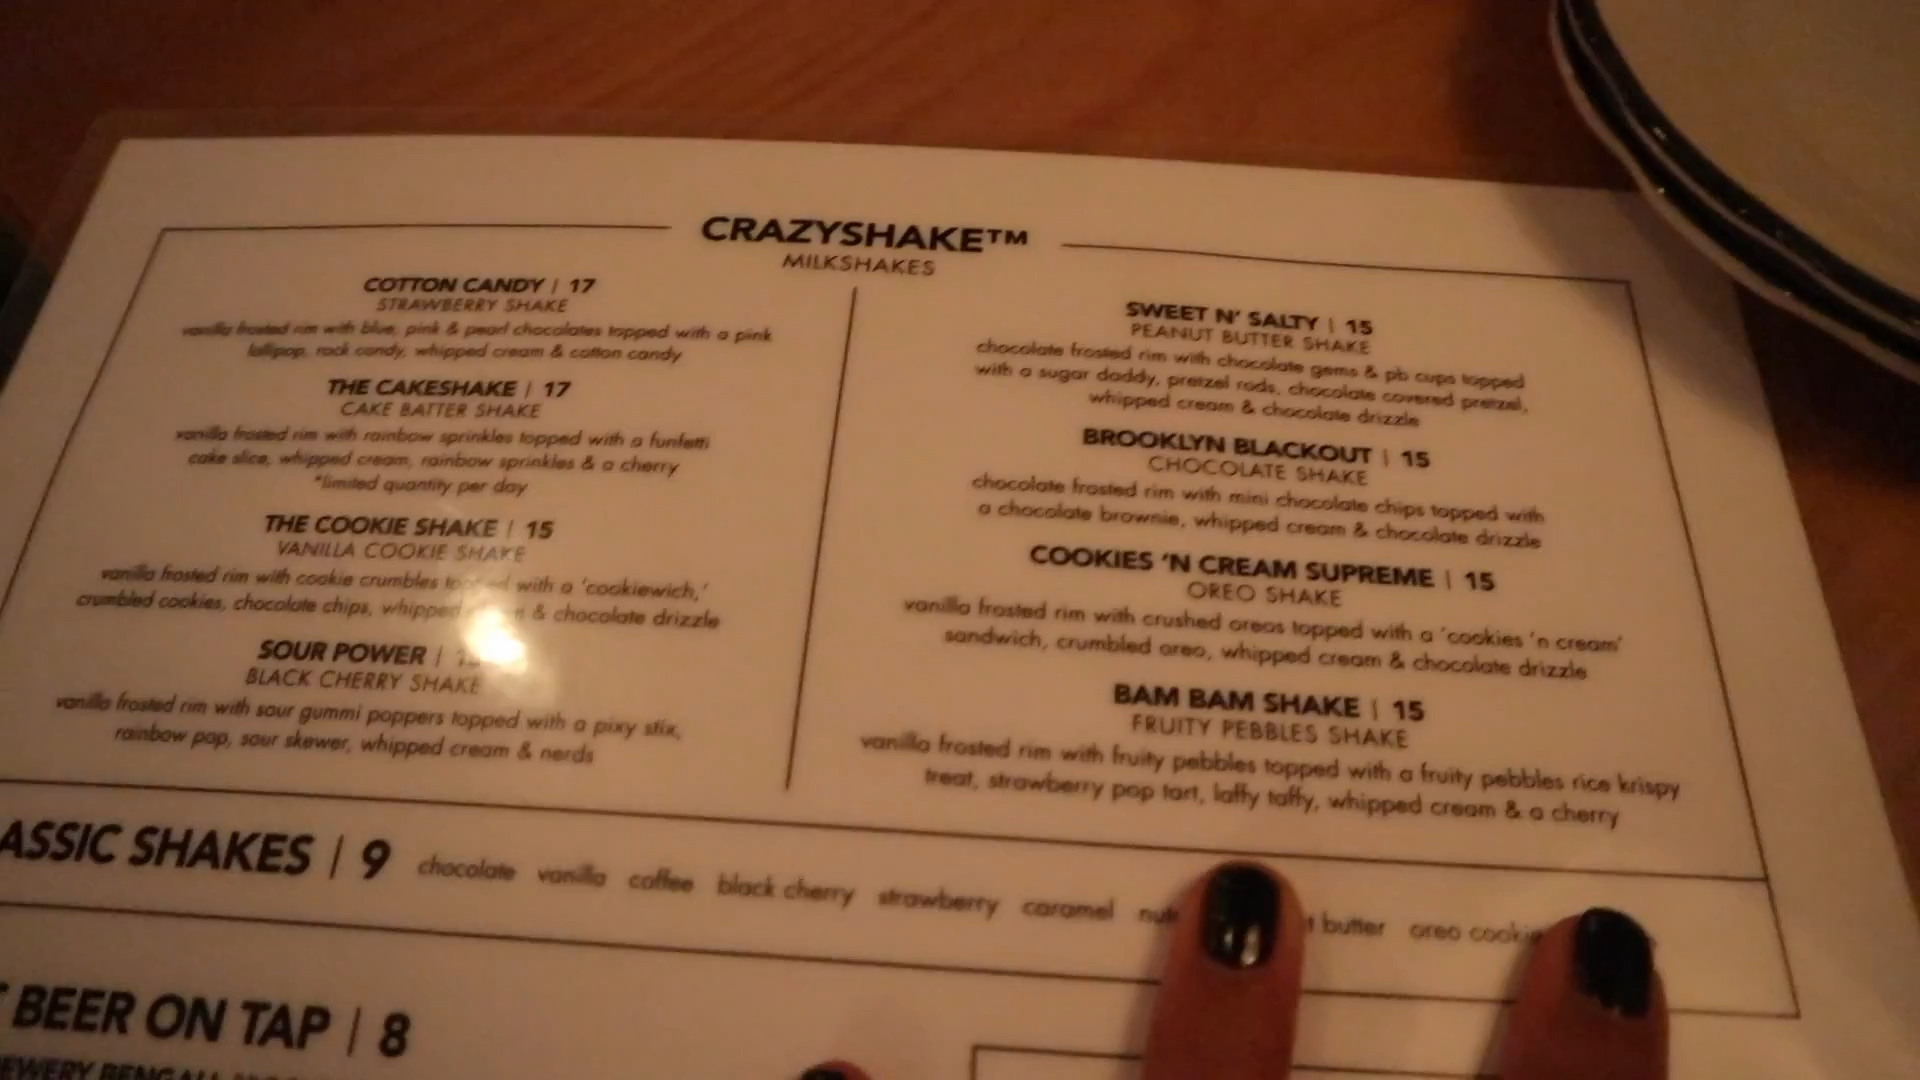 CRAZYSHAKE™
MILKSHAKES
COTTON CANDY | 17
STRAWBERRY SHAKE
vanilla frosted rim with blue, pink & pearl chocolates topped with a pink
lollipop, rock candy, whipped cream & cotton candy
THE CAKESHAKE | 17
CAKE BATTER SHAKE
vanilla frosted rim with rainbow sprinkles topped with a funfetti
cake slice, whipped cream, rainbow sprinkles & a cherry
*limited quantity per day
THE COOKIE SHAKE | 15
VANILLA COOKIE SHAKE
vanilla frosted rim with cookie crumbles topped with a 'cookiewich,'
crumbled cookies, chocolate chips, whipped & chocolate drizzle
SOUR POWER |
BLACK CHERRY SHAKE
vanilla frosted rim with sour gummi poppers topped with a pixy stix,
rainbow pop, sour skewer, whipped cream & nerds
SWEET N' SALTY | 15
PEANUT BUTTER SHAKE
chocolate frosted rim with chocolate gems & pb cups topped
with a sugar daddy, pretzel rods, chocolate covered pretzel,
whipped cream & chocolate drizzle
BROOKLYN BLACKOUT | 15
CHOCOLATE SHAKE
chocolate frosted rim with mini chocolate chips topped with
a chocolate brownie, whipped cream & chocolate drizzle
COOKIES 'N CREAM SUPREME | 15
OREO SHAKE
vanilla frosted rim with crushed oreos topped with a 'cookies 'n cream'
sandwich, crumbled oreo, whipped cream & chocolate drizzle
BAM BAM SHAKE | 15
FRUITY PEBBLES SHAKE
vanilla frosted rim with fruity pebbles topped with a fruity pebbles rice krispy
treat, strawberry pop tart, laffy taffy, whipped cream & a cherry
ASSIC SHAKES | 9 chocolate vanilla coffee black cherry strawberry caramel butter oreo
BEER ON TAP | 8